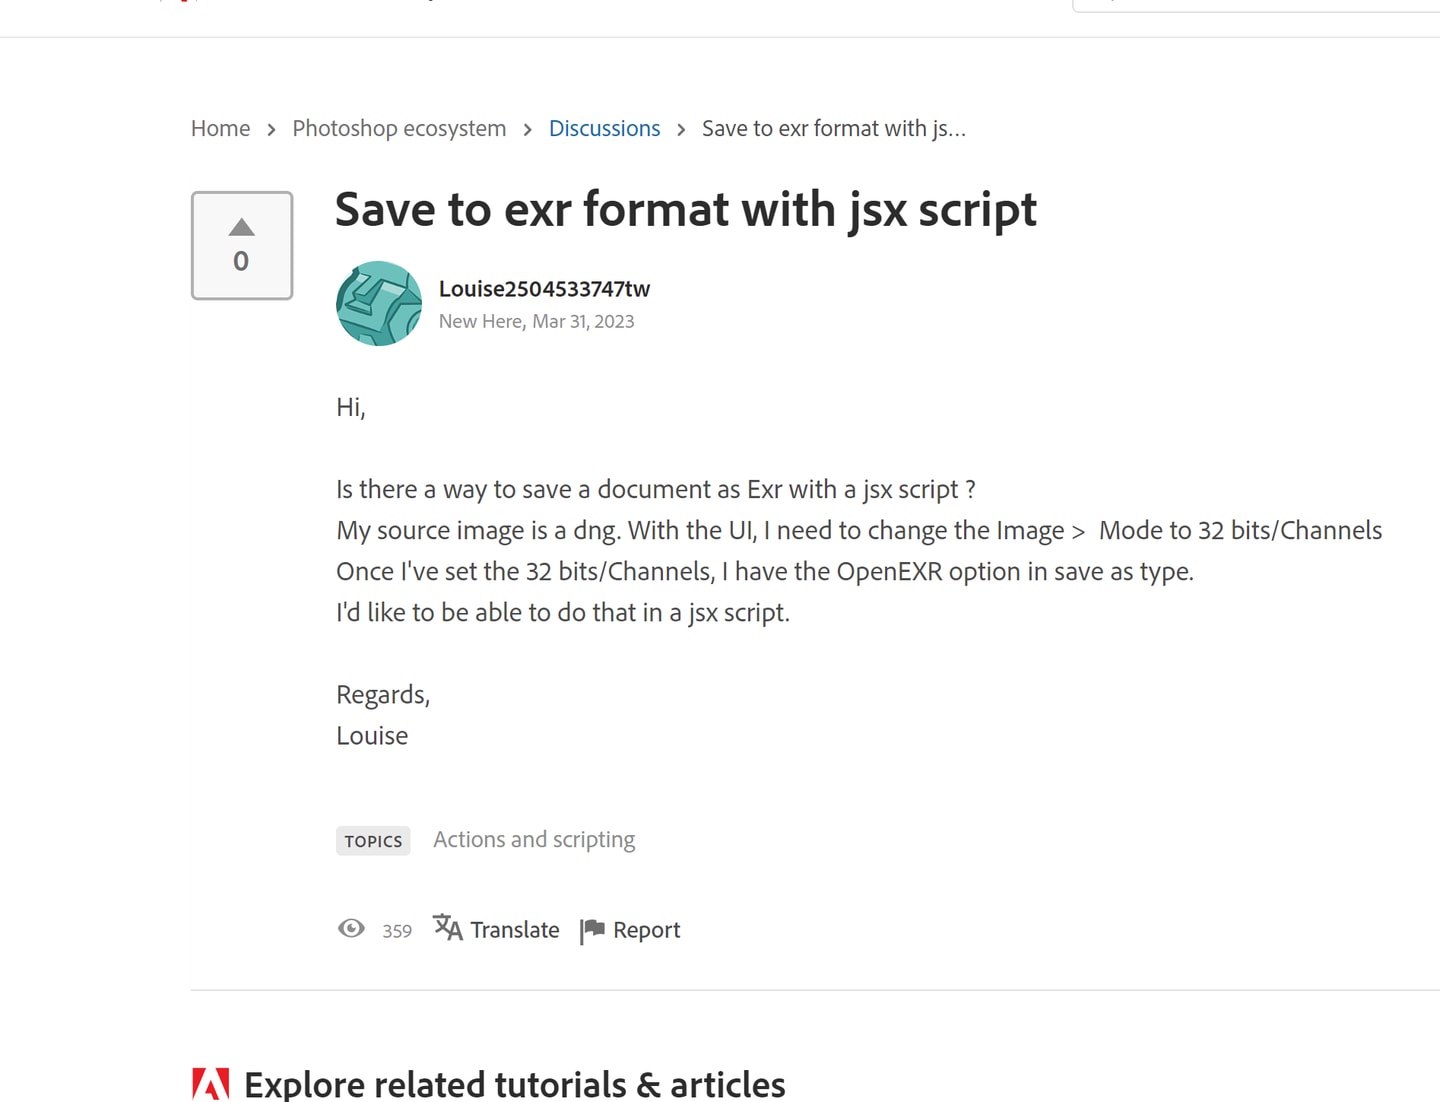 Home > Photoshop ecosystem > Discussions > Save to exr format with js...
0
Save to exr format with jsx script
Louise2504533747tw
New Here, Mar 31, 2023
Hi,
Is there a way to save a document as Exr with a jsx script ?
My source image is a dng. With the UI, I need to change the Image >  Mode to 32 bits/Channels
Once I've set the 32 bits/Channels, I have the OpenEXR option in save as type.
I'd like to be able to do that in a jsx script.
Regards,
Louise
TOPICS Actions and scripting
359 Translate Report
Explore related tutorials & articles